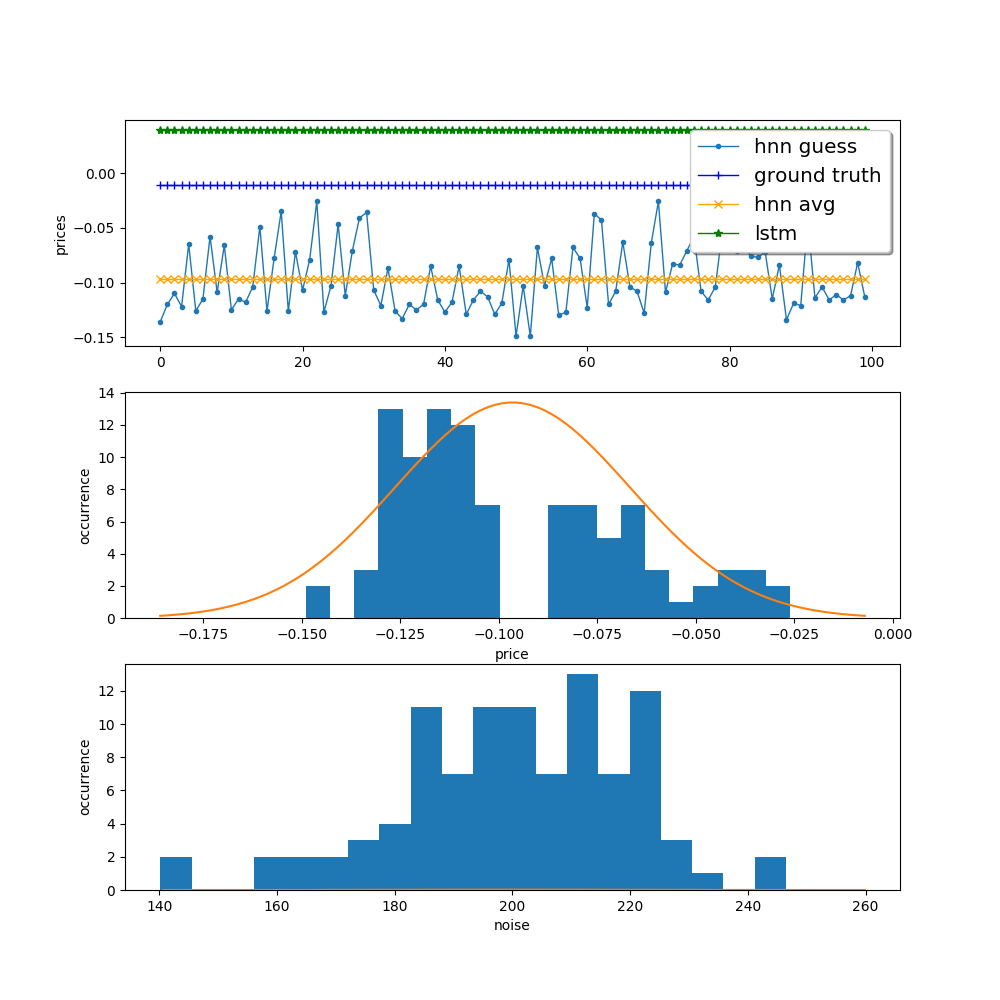 prices
0.00
−0.05
−0.10
−0.15
hnn guess
ground truth
hnn avg
lstm
0 20 40 60 80 100
occurrence
14
12
10
8
6
4
2
0
−0.175 −0.150 −0.125 −0.100 −0.075 −0.050 −0.025 0.000
price
occurrence
12
10
8
6
4
2
0
140 160 180 200 220 240 260
noise